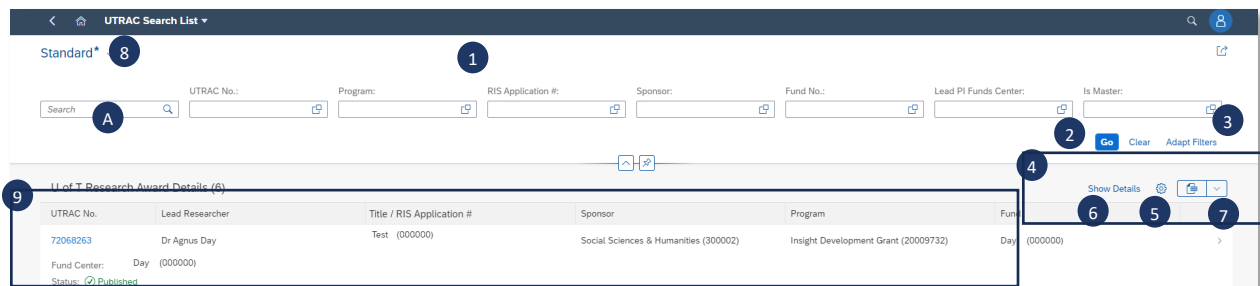 UTRAC Search List
Standard* 8
1
UTRAC No.: Program: RIS Application #: Sponsor: Fund No.: Lead PI Funds Center: Is Master:
Search
A
3
2 Go Clear Adapt Filters
4
9 U of T Research Award Details (6) Show Details
6 5 7
UTRAC No. Lead Researcher Title / RIS Application # Sponsor Program Fund
72068263 Dr Agnus Day Test (000000) Social Sciences & Humanities (300002) Insight Development Grant (20009732) Day (000000)
Fund Center: Day (000000)
Status: Published